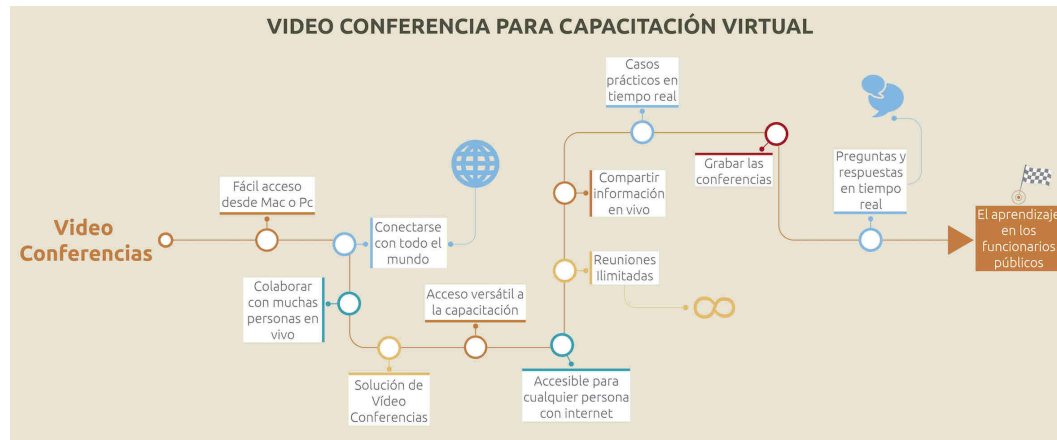 VIDEO CONFERENCIA PARA CAPACITACIÓN VIRTUAL
Video
Conferencias
Fácil acceso
desde Mac o Pc
Conectarse
con todo el
mundo
Colaborar
con muchas
personas en
vivo
Solución de
Vídeo
Conferencias
Acceso versátil a
la capacitación
Accesible para
cualquier persona
con internet
Reuniones
Ilimitadas
Compartir
información
en vivo
Casos
prácticos en
tiempo real
Grabar las
conferencias
Preguntas y
respuestas
en tiempo
real
El aprendizaje
en los
funcionarios
públicos